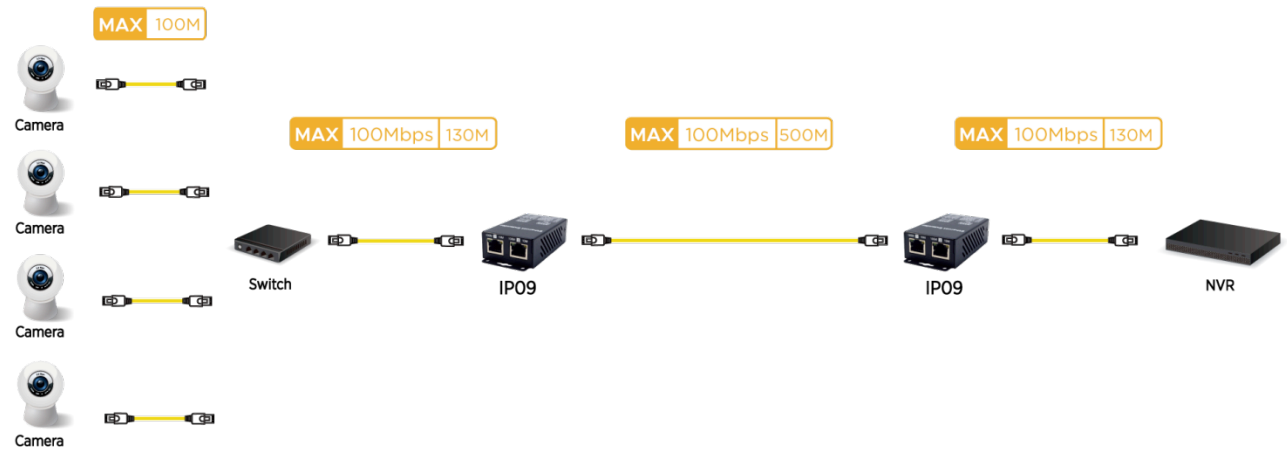 MAX 100M
Camera
MAX 100Mbps 130M
MAX 100Mbps 500M
MAX 100Mbps 130M
Camera
Switch
IP09
IP09
NVR
Camera
Camera